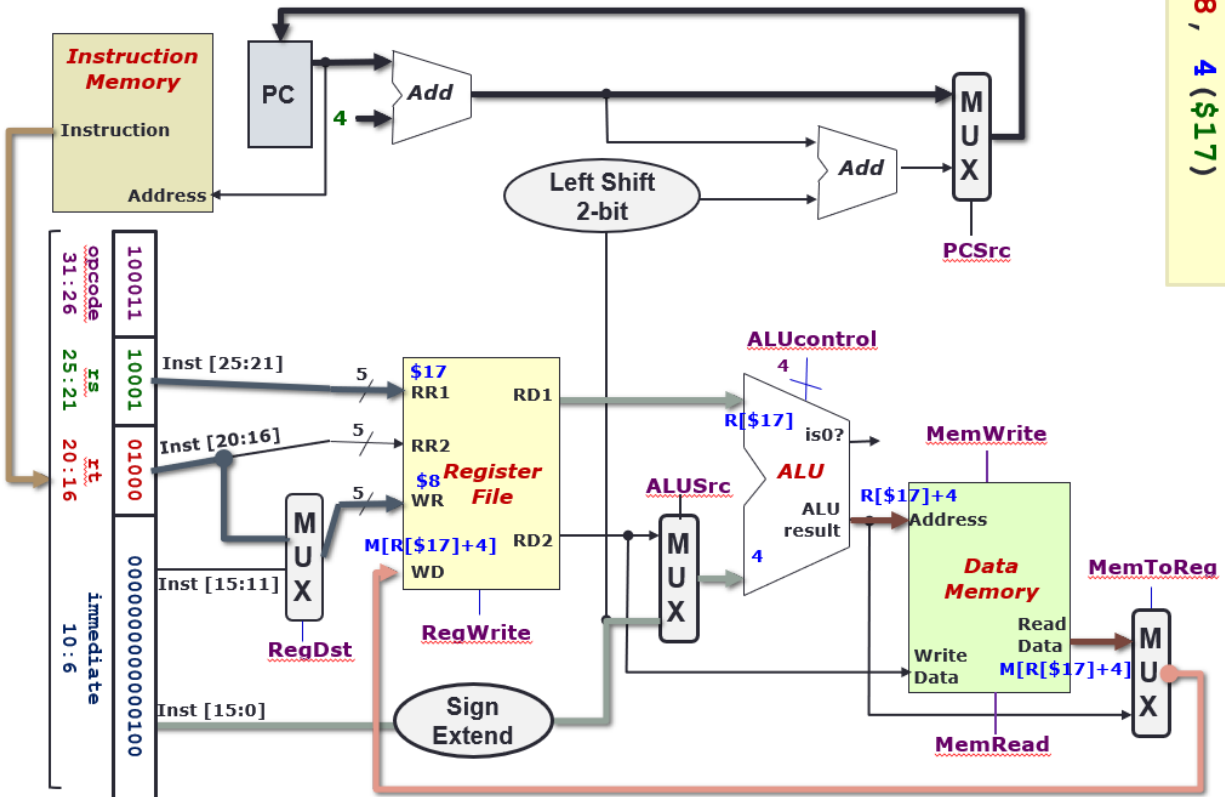 Instruction
Memory
Instruction
Address
PC
4
Add
Left Shift
2-bit
Add
M
U
X
PCSrc
8, 4($17)
opcode
31:26
100011
rs
25:21
10001
rt
20:16
01000
immediate
10:6
0000000000000100
Inst [25:21]
5
Inst [20:16]
5
5
Inst [15:11]
M
U
X
RegDst
Inst [15:0]
Sign
Extend
$17
RR1
RD1
RR2
$8
Register
File
WR
M[R[$17]+4]
RD2
WD
RegWrite
ALUSrc
M
U
X
ALUcontrol
4
R[$17]
is0?
ALU
ALU
result
4
R[$17]+4
MemWrite
Address
Data
Memory
Read
Data
Write
Data
M[R[$17]+4]
MemRead
MemToReg
M
U
X